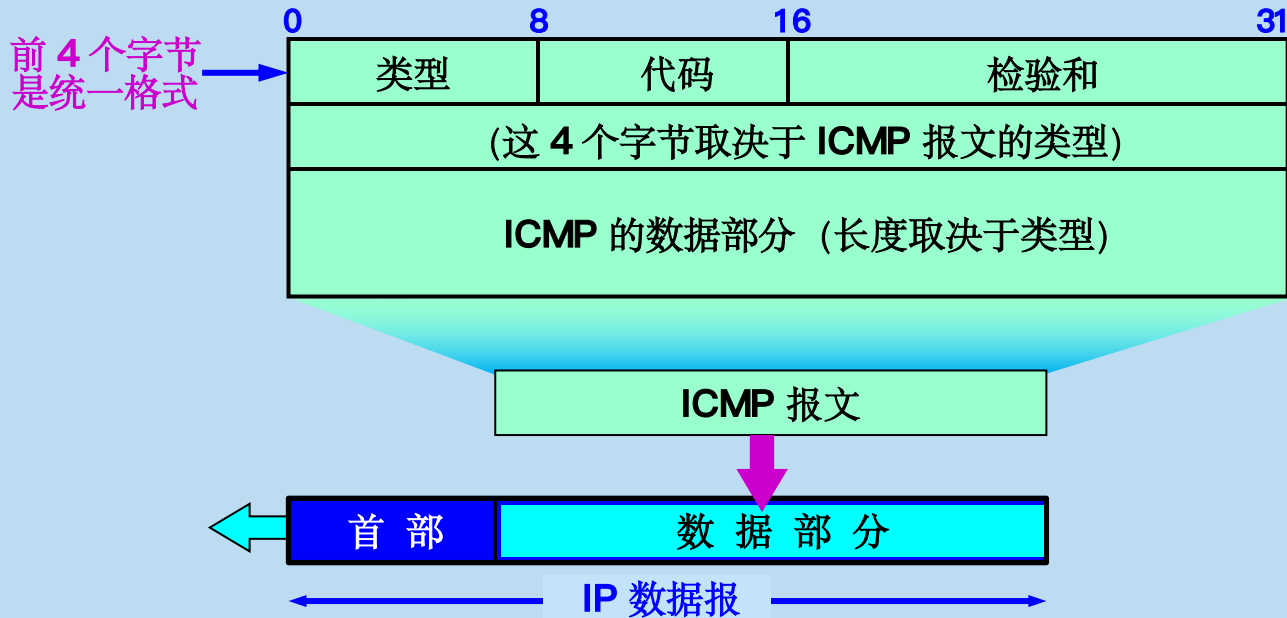 0 8 16 31
前 4 个字节
是统一格式
类型 代码 检验和
(这 4 个字节取决于 ICMP 报文的类型)
ICMP 的数据部分 (长度取决于类型)
ICMP 报文
首 部 数 据 部 分
IP 数据报